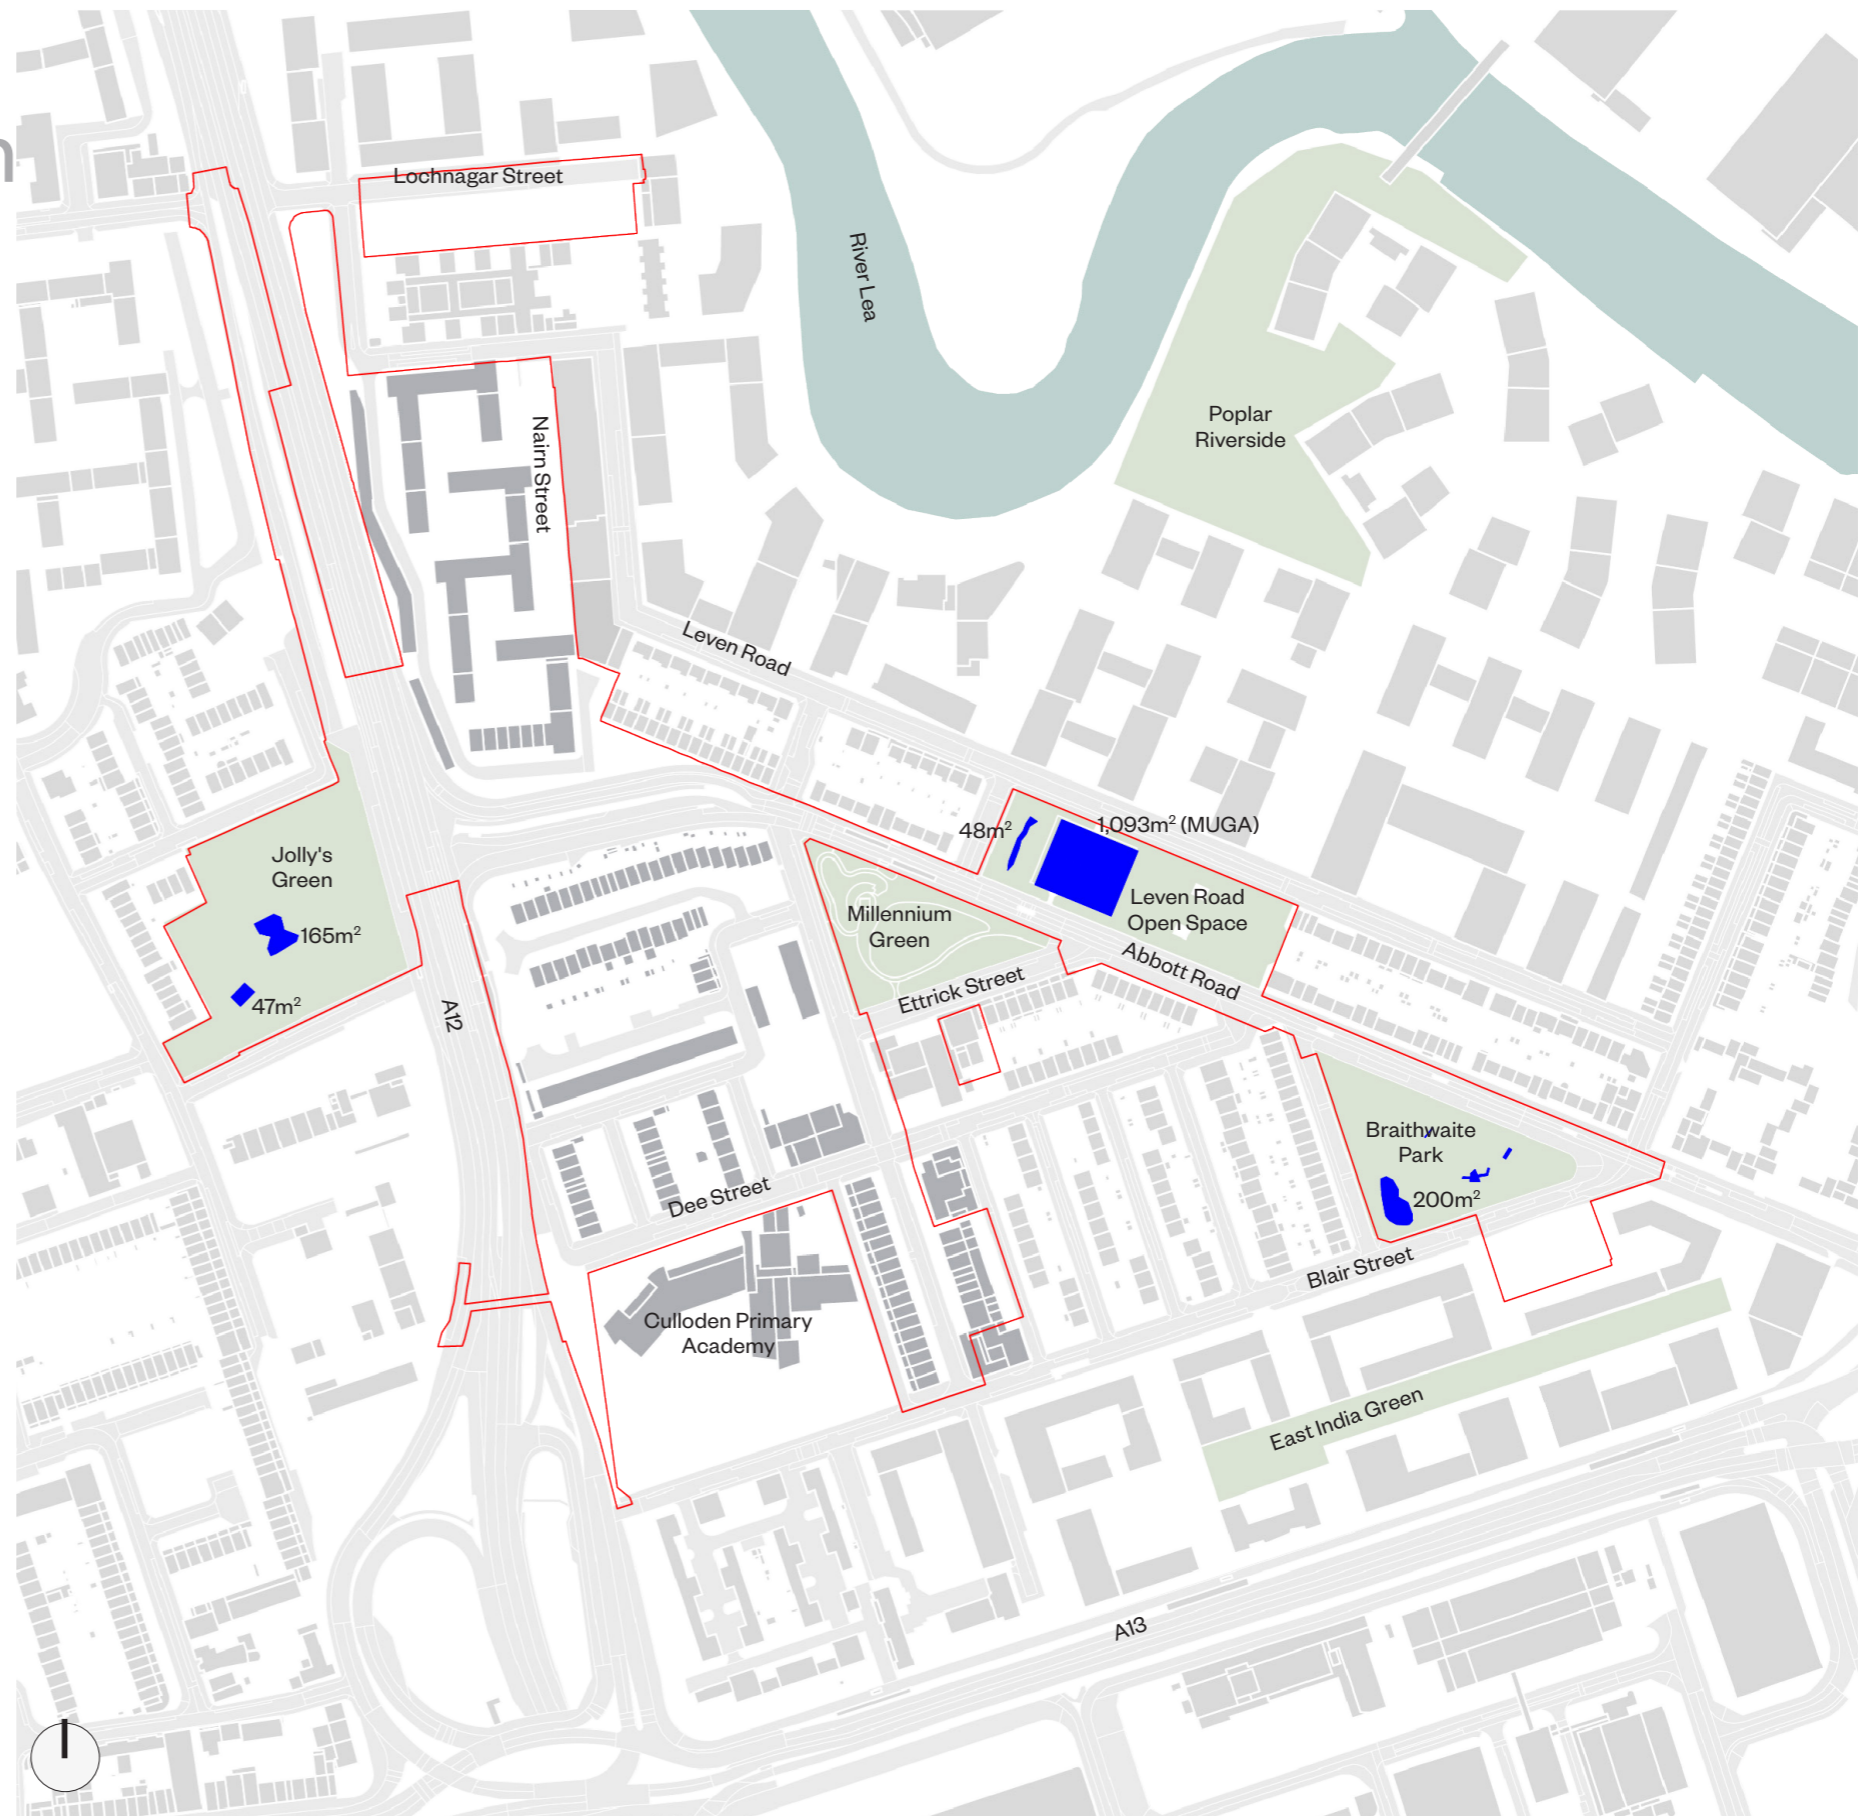 n
Lochnagar Street
River Lea
Poplar
Riverside
Nairn Street
Leven Road
48m²
1,093m² (MUGA)
Jolly's
Green
Leven Road
Open Space
Millennium
Green
165m²
Abbott Road
Ettrick Street
47m²
A12
Braithwaite
Park
200m²
Dee Street
Blair Street
Culloden Primary
Academy
East India Green
A13